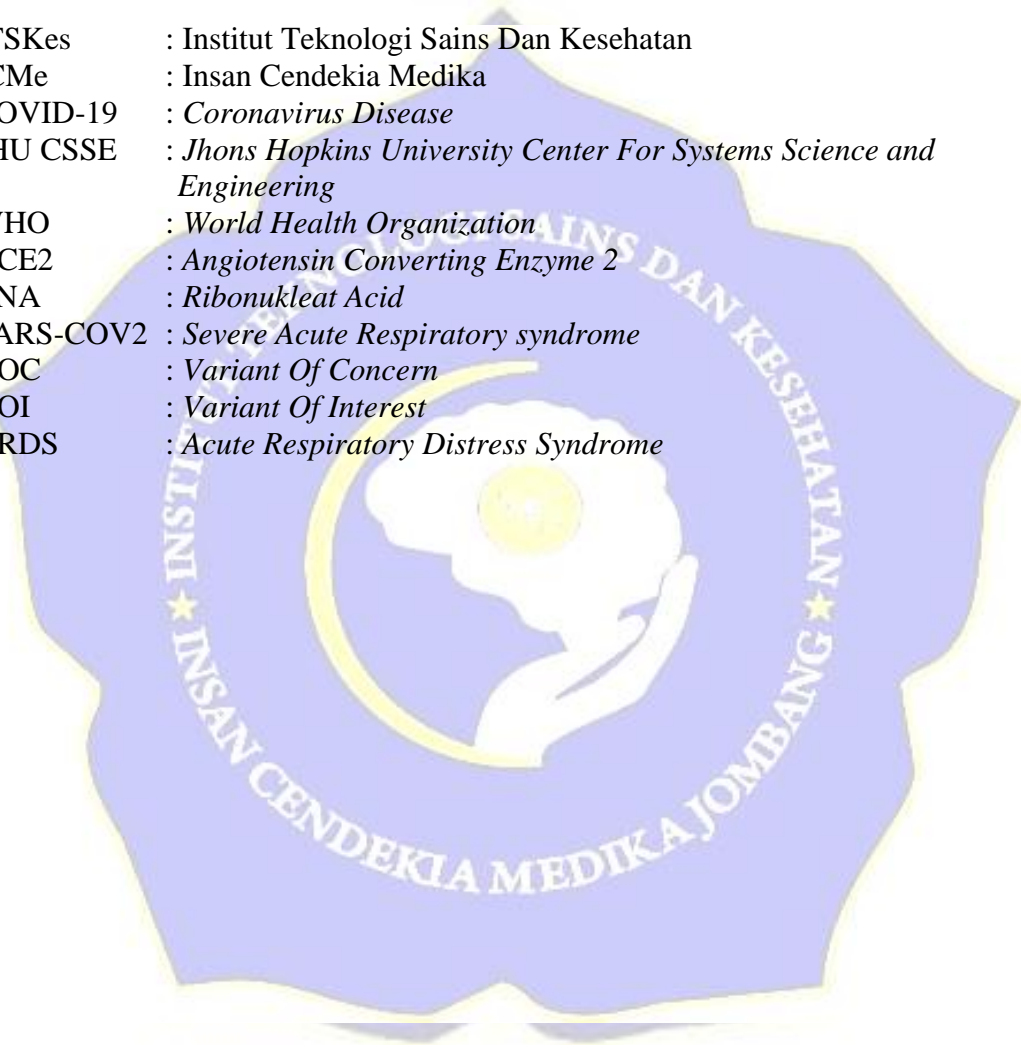 TSKes : Institut Teknologi Sains Dan Kesehatan
CMe : Insan Cendekia Medika
OVID-19 : Coronavirus Disease
HU CSSE : Jhons Hopkins University Center For Systems Science and
Engineering
WHO : World Health Organization
CE2 : Angiotensin Converting Enzyme 2
NA : Ribonukleat Acid
ARS-COV2 : Severe Acute Respiratory syndrome
OC : Variant Of Concern
OI : Variant Of Interest
RDS : Acute Respiratory Distress Syndrome
INSTITUT TEKNOLOGI SAINS DAN KESEHATAN
INSAN CENDEKIA MEDIKA JOMBANG